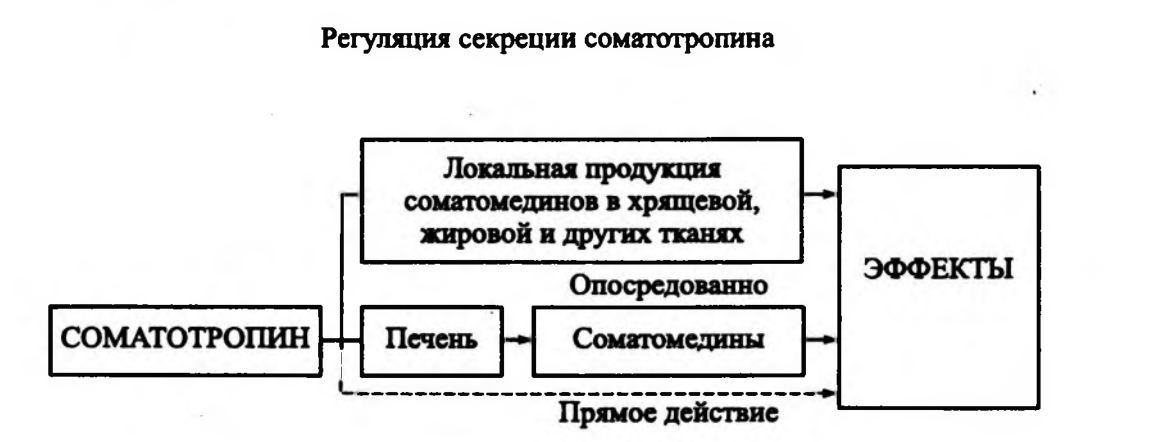 Регуляция секреции соматотропина
Локальная продукция
соматомединов в хрящевой,
жировой и других тканях
ЭФФЕКТЫ
Опосредованно
СОМАТОТРОПИН
Печень
Соматомедины
Прямое действие